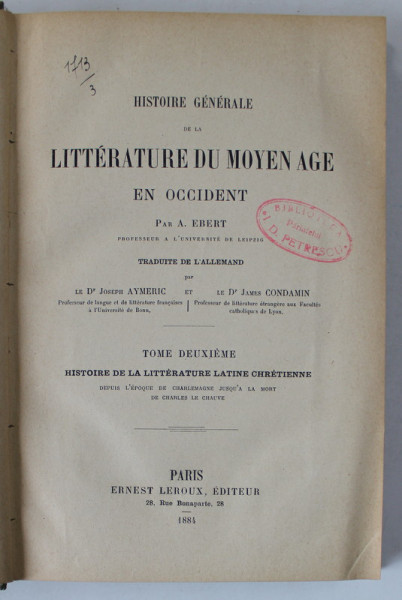 1713
/3
HISTOIRE GÉNÉRALE
DE LA
LITTÉRATURE DU MOYEN AGE
EN OCCIDENT
PAR A. EBERT
PROFESSEUR A L'UNIVERSITÉ DE LEIPZIG
BIBLIOTECA
I. D. PETRESCU
TRADUITE DE L'ALLEMAND
par
LE Dr JOSEPH AYMERIC ET LE Dr JAMES CONDAMIN
Professeur de langue et de littérature françaises
à l'Université de Bonn,
Professeur de littérature étrangère aux Facultés
catholiques de Lyon,
TOME DEUXIÈME
HISTOIRE DE LA LITTÉRATURE LATINE CHRÉTIENNE
DEPUIS L'ÉPOQUE DE CHARLEMAGNE JUSQU'A LA MORT
DE CHARLES LE CHAUVE
PARIS
ERNEST LEROUX, ÉDITEUR
28, Rue Bonaparte, 28
1884